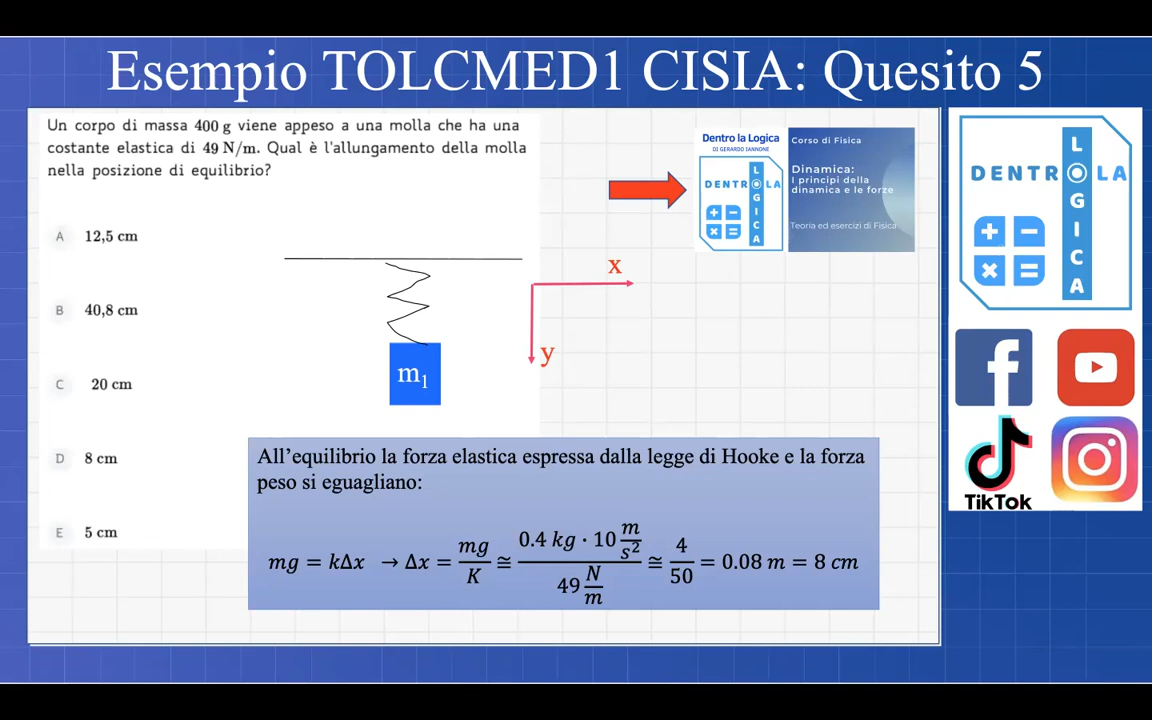 Esempio TOLCMED1 CISIA: Quesito 5
Un corpo di massa 400 g viene appeso a una molla che ha una
costante elastica di 49 N/m. Qual è l'allungamento della molla
nella posizione di equilibrio?
A 12,5 cm
B 40,8 cm
C 20 cm
D 8 cm
E 5 cm
m₁
x
y
Dentro la Logica
DI GERARDO IANNONE
DENTRO LA
LOGICA
Corso di Fisica
Dinamica:
I principi della
dinamica e le forze
Teoria ed esercizi di Fisica
All'equilibrio la forza elastica espressa dalla legge di Hooke e la forza
peso si eguagliano:
mg = kΔx → Δx = mg/K ≅ (0.4 kg · 10 m/s²)/(49 N/m) ≅ 4/50 = 0.08 m = 8 cm
DENTRO LA
LOGICA
TikTok